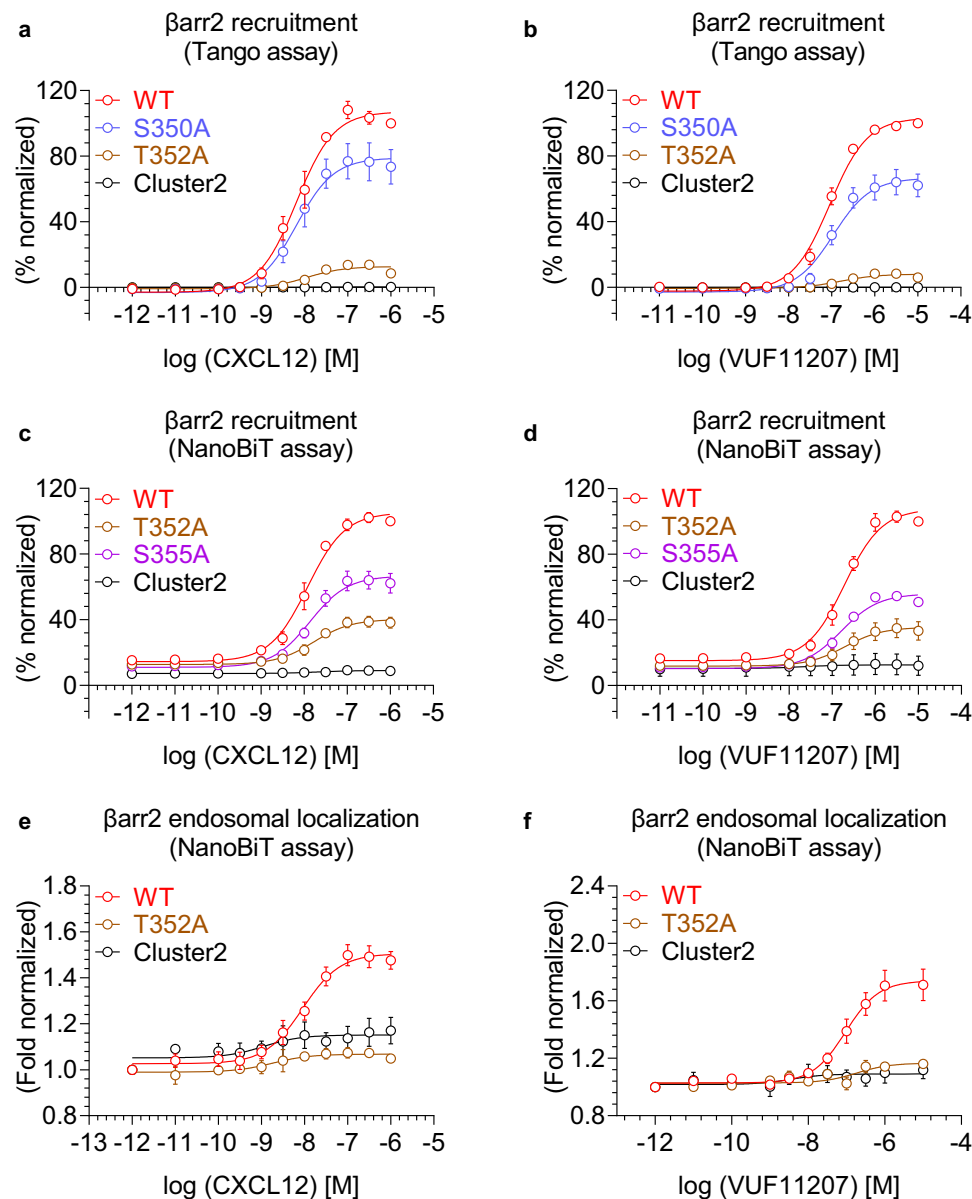 a
βarr2 recruitment
(Tango assay)
(% normalized)
120
80
40
0
WT
S350A
T352A
Cluster2
-12 -11 -10 -9 -8 -7 -6 -5
log (CXCL12) [M]
b
βarr2 recruitment
(Tango assay)
(% normalized)
120
80
40
0
WT
S350A
T352A
Cluster2
-11 -10 -9 -8 -7 -6 -5 -4
log (VUF11207) [M]
c
βarr2 recruitment
(NanoBiT assay)
(% normalized)
120
80
40
0
WT
T352A
S355A
Cluster2
-12 -11 -10 -9 -8 -7 -6 -5
log (CXCL12) [M]
d
βarr2 recruitment
(NanoBiT assay)
(% normalized)
120
80
40
0
WT
T352A
S355A
Cluster2
-11 -10 -9 -8 -7 -6 -5 -4
log (VUF11207) [M]
e
βarr2 endosomal localization
(NanoBiT assay)
(Fold normalized)
1.8
1.6
1.4
1.2
1.0
0.8
WT
T352A
Cluster2
-13 -12 -11 -10 -9 -8 -7 -6 -5
log (CXCL12) [M]
f
βarr2 endosomal localization
(NanoBiT assay)
(Fold normalized)
2.4
2.0
1.6
1.2
0.8
WT
T352A
Cluster2
-12 -10 -8 -6 -4
log (VUF11207) [M]